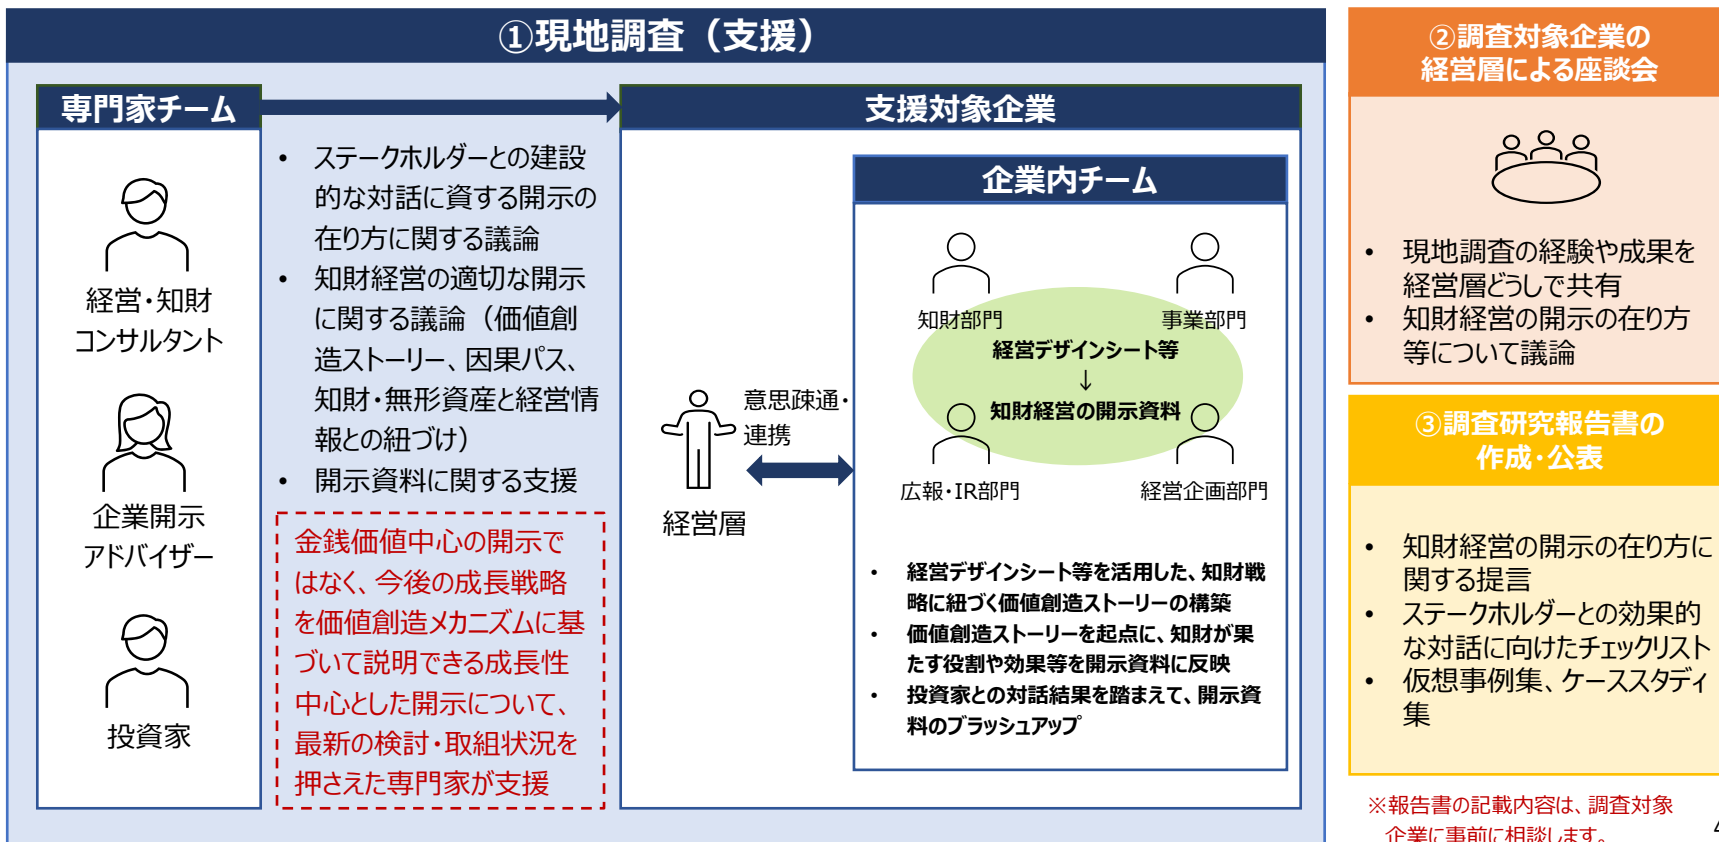 ①現地調査（支援）
専門家チーム
経営・知財
コンサルタント
企業開示
アドバイザー
投資家
• ステークホルダーとの建設
的な対話に資する開示の
在り方に関する議論
• 知財経営の適切な開示
に関する議論（価値創
造ストーリー、因果パス、
知財・無形資産と経営情
報との紐づけ）
• 開示資料に関する支援
金銭価値中心の開示で
はなく、今後の成長戦略
を価値創造メカニズムに基
づいて説明できる成長性
中心とした開示について、
最新の検討・取組状況を
押さえた専門家が支援
支援対象企業
経営層
意思疎通・
連携
企業内チーム
知財部門
事業部門
経営デザインシート等
↓
知財経営の開示資料
広報・IR部門
経営企画部門
• 経営デザインシート等を活用した、知財戦
略に紐づく価値創造ストーリーの構築
• 価値創造ストーリーを起点に、知財が果
たす役割や効果等を開示資料に反映
• 投資家との対話結果を踏まえて、開示資
料のブラッシュアップ
②調査対象企業の
経営層による座談会
• 現地調査の経験や成果を
経営層どうしで共有
• 知財経営の開示の在り方
等について議論
③調査研究報告書の
作成・公表
• 知財経営の開示の在り方に
関する提言
• ステークホルダーとの効果的
な対話に向けたチェックリスト
• 仮想事例集、ケーススタディ
集
※報告書の記載内容は、調査対象
企業に事前に相談します。